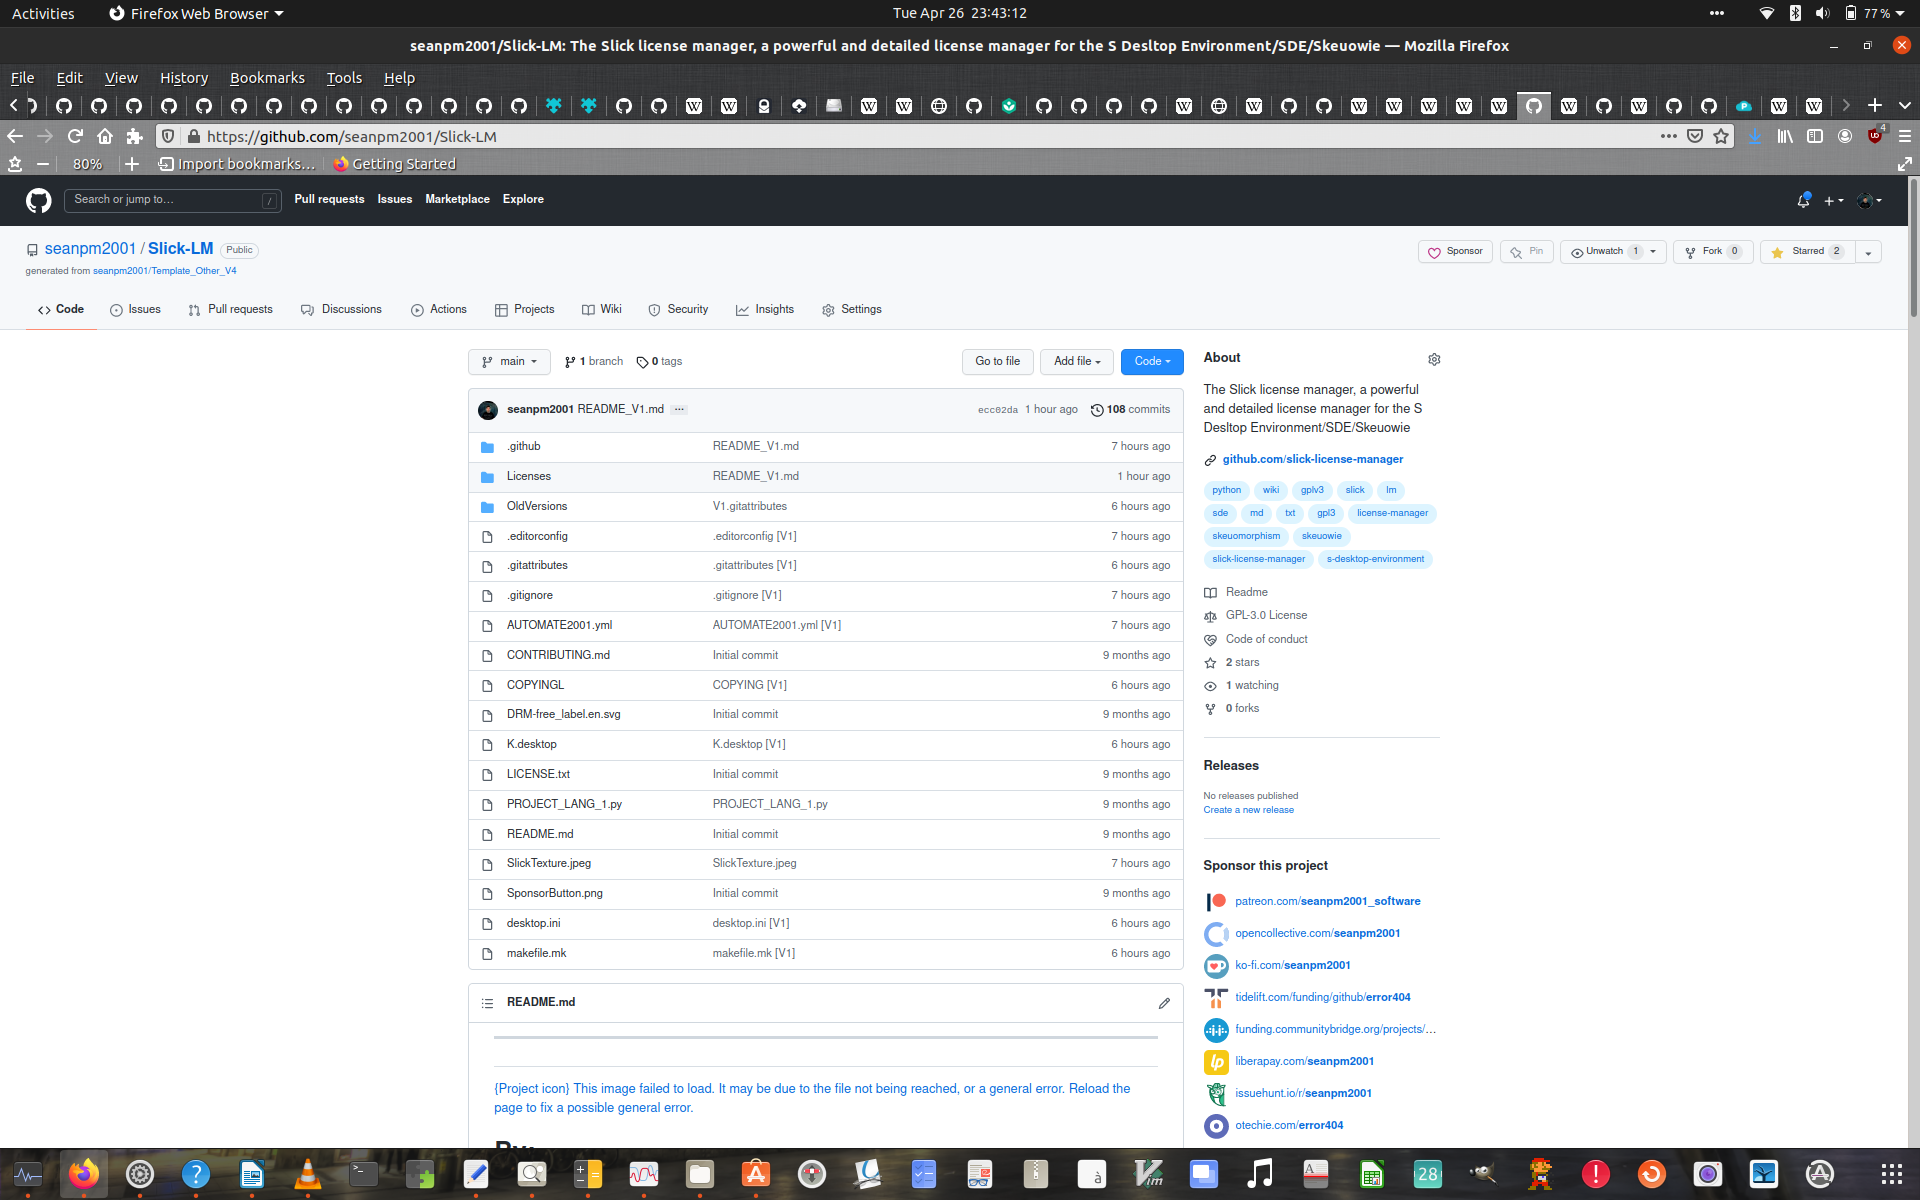 Activities
Firefox Web Browser
Tue Apr 26 23:43:12
77 %
seanpm2001/Slick-LM: The Slick license manager, a powerful and detailed license manager for the S Desltop Environment/SDE/Skeuowie — Mozilla Firefox
File Edit View History Bookmarks Tools Help
https://github.com/seanpm2001/Slick-LM
4
80%
Import bookmarks...
Getting Started
Search or jump to...
/
Pull requests Issues Marketplace Explore
seanpm2001 / Slick-LM Public
generated from seanpm2001/Template_Other_V4
Sponsor
Pin
Unwatch 1
Fork 0
Starred 2
Code Issues Pull requests Discussions Actions Projects Wiki Security Insights Settings
main
1 branch
0 tags
Go to file
Add file
Code
seanpm2001 README_V1.md ...
ecc02da 1 hour ago 108 commits
.github README_V1.md 7 hours ago
Licenses README_V1.md 1 hour ago
OldVersions V1.gitattributes 6 hours ago
.editorconfig .editorconfig [V1] 7 hours ago
.gitattributes .gitattributes [V1] 6 hours ago
.gitignore .gitignore [V1] 7 hours ago
AUTOMATE2001.yml AUTOMATE2001.yml [V1] 7 hours ago
CONTRIBUTING.md Initial commit 9 months ago
COPYINGL COPYING [V1] 6 hours ago
DRM-free_label.en.svg Initial commit 9 months ago
K.desktop K.desktop [V1] 6 hours ago
LICENSE.txt Initial commit 9 months ago
PROJECT_LANG_1.py PROJECT_LANG_1.py 9 months ago
README.md Initial commit 9 months ago
SlickTexture.jpeg SlickTexture.jpeg 7 hours ago
SponsorButton.png Initial commit 9 months ago
desktop.ini desktop.ini [V1] 6 hours ago
makefile.mk makefile.mk [V1] 6 hours ago
README.md
{Project icon} This image failed to load. It may be due to the file not being reached, or a general error. Reload the
page to fix a possible general error.
By:
About
The Slick license manager, a powerful
and detailed license manager for the S
Desltop Environment/SDE/Skeuowie
github.com/slick-license-manager
python wiki gplv3 slick lm
sde md txt gpl3 license-manager
skeuomorphism skeuowie
slick-license-manager s-desktop-environment
Readme
GPL-3.0 License
Code of conduct
2 stars
1 watching
0 forks
Releases
No releases published
Create a new release
Sponsor this project
patreon.com/seanpm2001_software
opencollective.com/seanpm2001
ko-fi.com/seanpm2001
tidelift.com/funding/github/error404
funding.communitybridge.org/projects/...
liberapay.com/seanpm2001
issuehunt.io/r/seanpm2001
otechie.com/error404
28